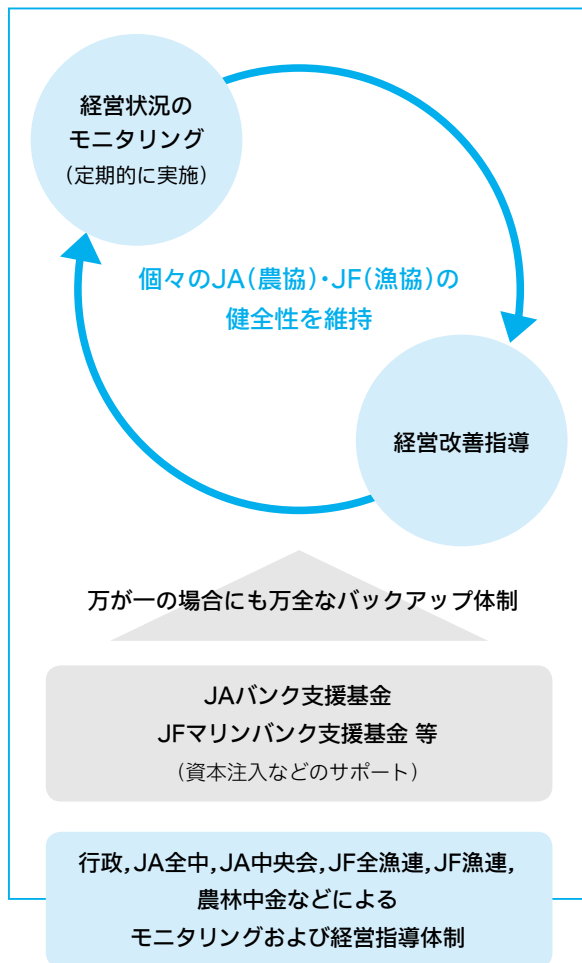 経営状況の
モニタリング
（定期的に実施）
個々のJA（農協）・JF（漁協）の
健全性を維持
経営改善指導
万が一の場合にも万全なバックアップ体制
JAバンク支援基金
JFマリンバンク支援基金 等
（資本注入などのサポート）
行政，JA全中，JA中央会，JF全漁連，JF漁連，
農林中金などによる
モニタリングおよび経営指導体制